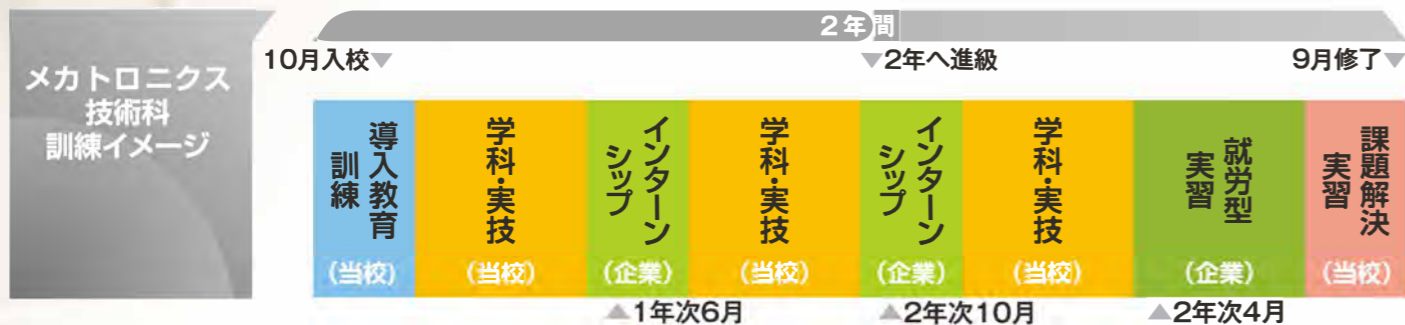 メカトロニクス
技術科
訓練イメージ
2年間
10月入校▼
▼2年へ進級
9月修了▼
導入教育
訓練
(当校)
学科・実技
(当校)
インターン
シップ
(企業)
学科・実技
(当校)
インターン
シップ
(企業)
学科・実技
(当校)
就労型
実習
(企業)
課題解決
実習
(当校)
▲1年次6月
▲2年次10月
▲2年次4月